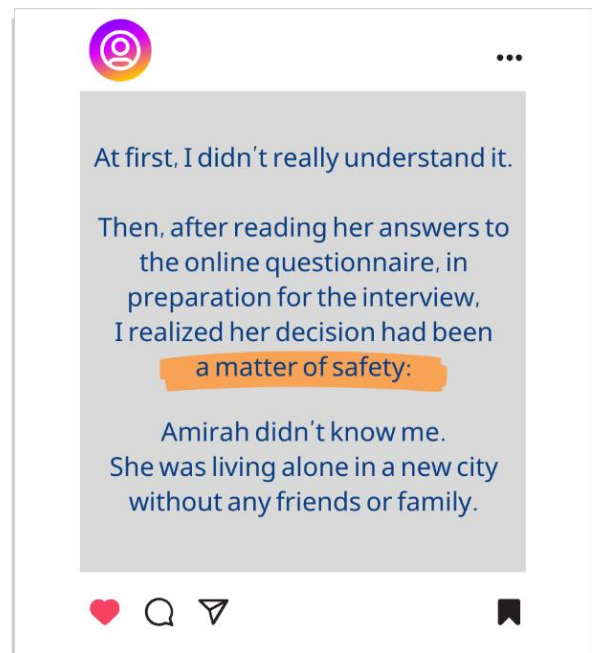 At first, I didn't really understand it.
Then, after reading her answers to
the online questionnaire, in
preparation for the interview,
I realized her decision had been
a matter of safety:
Amirah didn't know me.
She was living alone in a new city
without any friends or family.